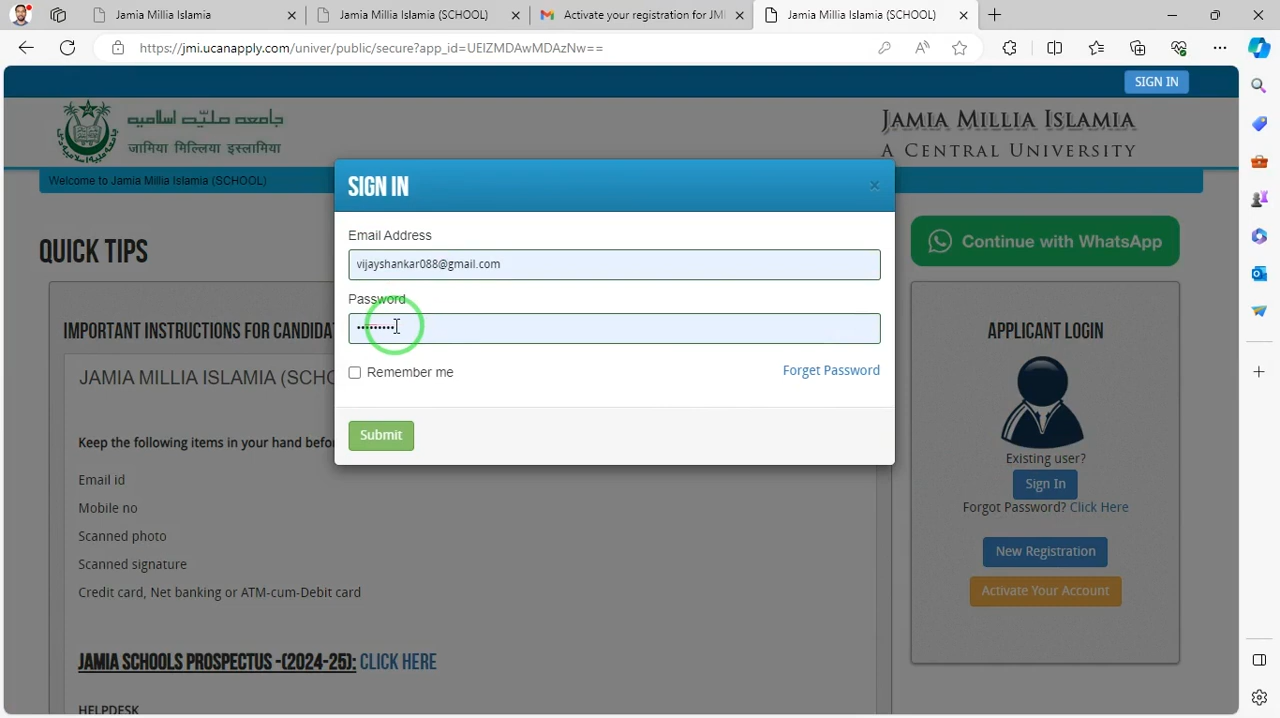 Jamia Millia Islamia
Jamia Millia Islamia (SCHOOL)
Activate your registration for JMI
Jamia Millia Islamia (SCHOOL)
https://jmi.ucanapply.com/univer/public/secure?app_id=UElZMDAwMDAzNw==
SIGN IN
جامعہ ملیہ اسلامیہ
जामिया मिल्लिया इस्लामिया
JAMIA MILLIA ISLAMIA
A CENTRAL UNIVERSITY
Welcome to Jamia Millia Islamia (SCHOOL)
SIGN IN
Email Address
vijayshankar088@gmail.com
Password
Remember me
Forget Password
Submit
QUICK TIPS
IMPORTANT INSTRUCTIONS FOR CANDIDA
JAMIA MILLIA ISLAMIA (SCH
Keep the following items in your hand befor
Email id
Mobile no
Scanned photo
Scanned signature
Credit card, Net banking or ATM-cum-Debit card
JAMIA SCHOOLS PROSPECTUS -(2024-25): CLICK HERE
HELPDESK
Continue with WhatsApp
APPLICANT LOGIN
Existing user?
Sign In
Forgot Password? Click Here
New Registration
Activate Your Account